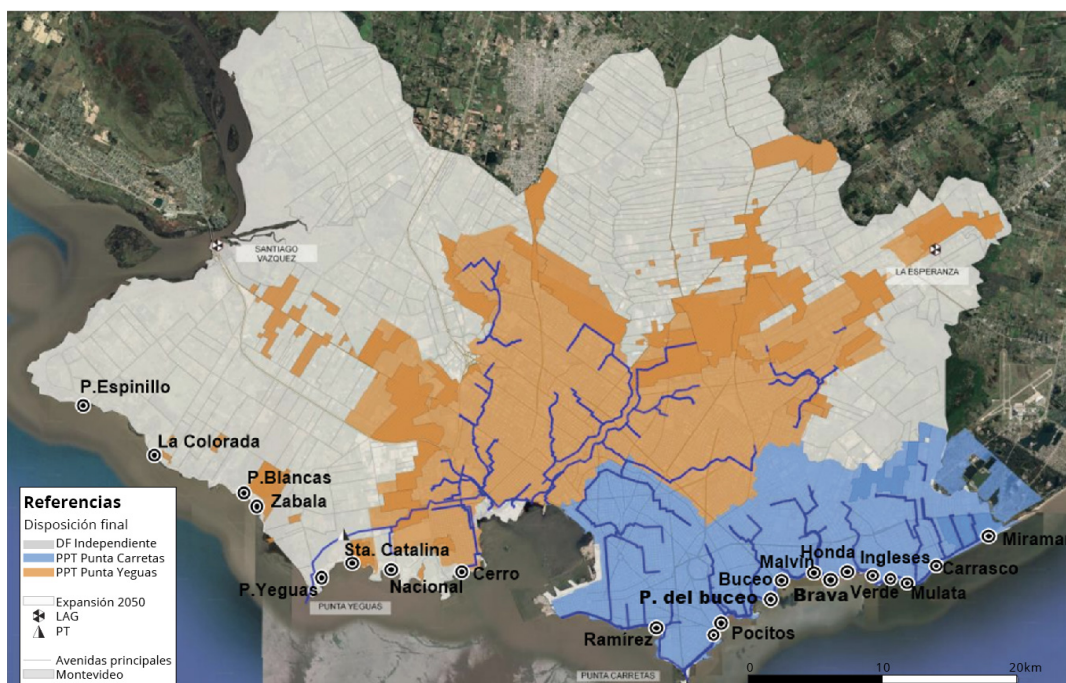 SANTIAGO
VAZQUEZ
LA ESPERANZA
P.Espinillo
La Colorada
P.Blancas
Zabala
Sta. Catalina
P.Yeguas
Nacional
Cerro
PUNTA YEGUAS
Miramar
Honda
Malvín
Ingleses
Carrasco
Buceo
Brava
Verde
Mulata
P. del buceo
Ramírez
Pocitos
PUNTA CARRETAS
Referencias
Disposición final
DF Independiente
PPT Punta Carretas
PPT Punta Yeguas
Expansión 2050
LAG
PT
Avenidas principales
Montevideo
0 10 20km